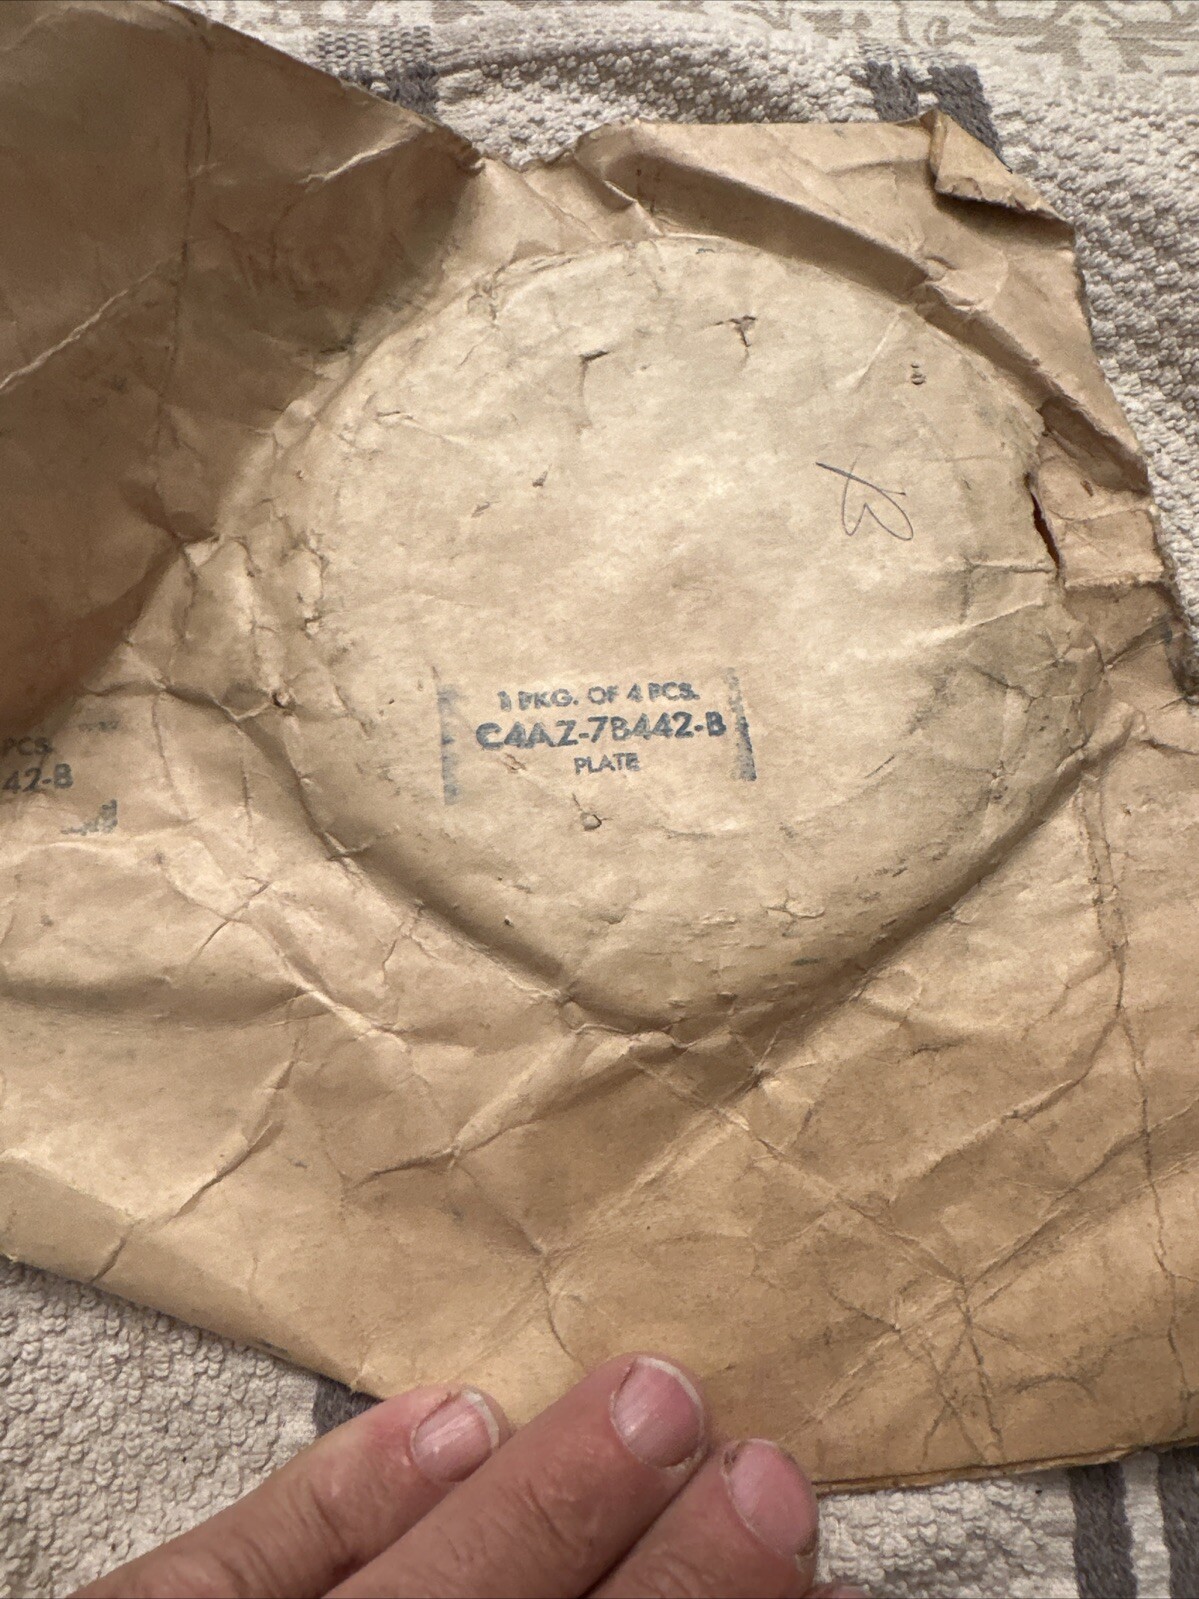 1 PKG. OF 4 PCS.
C4AZ-7B442-B
PLATE
PCS.
42-B